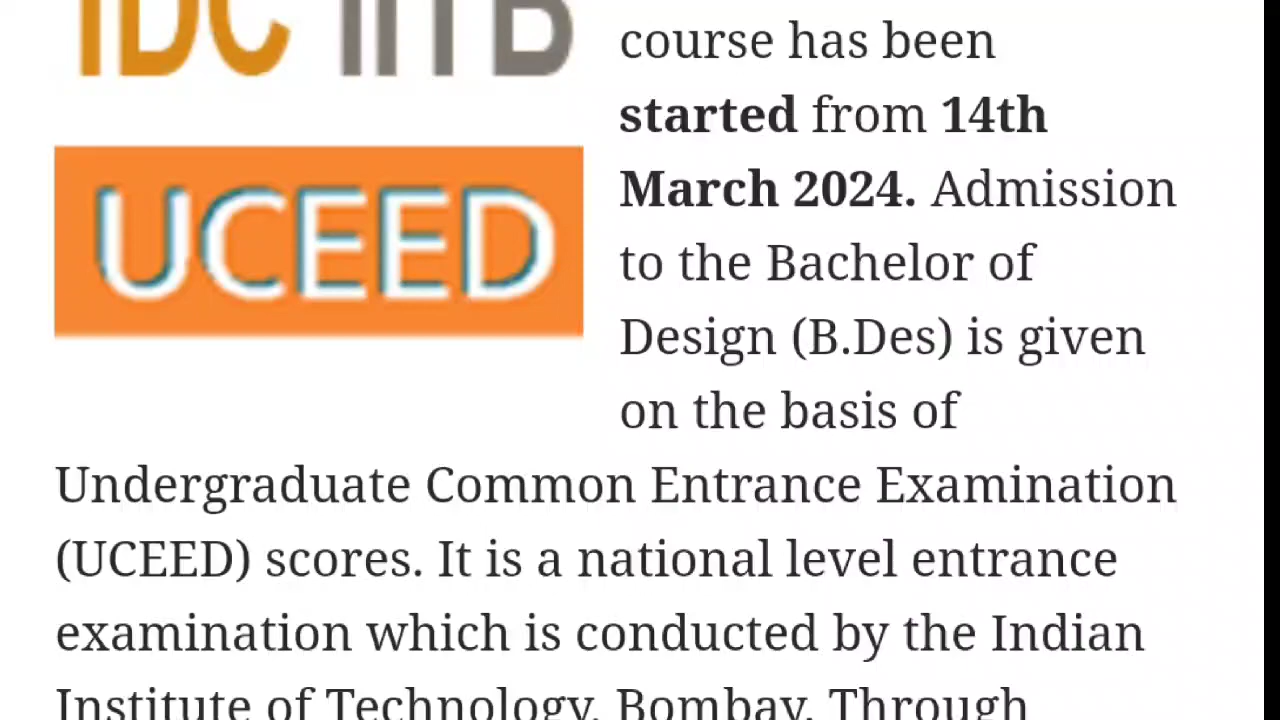 IDC IITB
UCEED
course has been
started from 14th
March 2024. Admission
to the Bachelor of
Design (B.Des) is given
on the basis of
Undergraduate Common Entrance Examination
(UCEED) scores. It is a national level entrance
examination which is conducted by the Indian
Institute of Technology, Bombay. Through